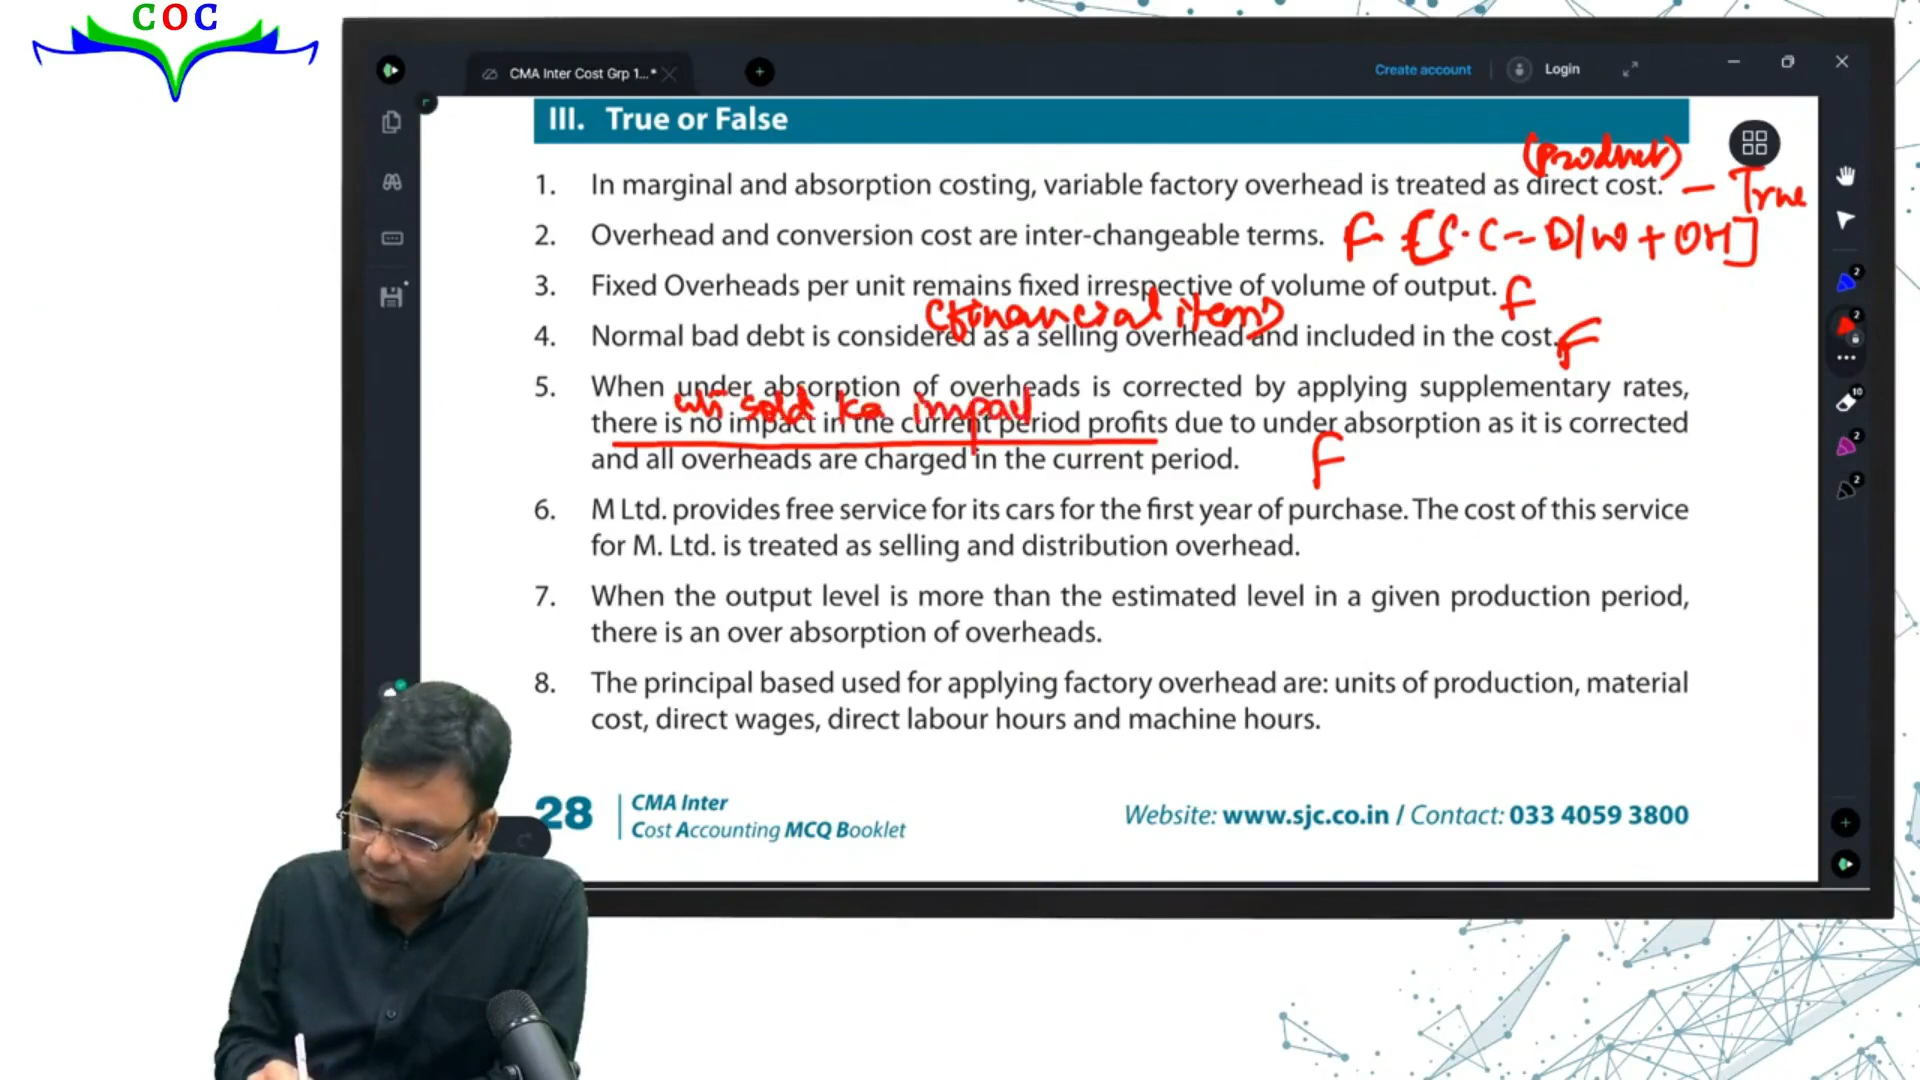 COC
CMA Inter Cost Grp 1...*
Create account
Login
III. True or False
(product)
1. In marginal and absorption costing, variable factory overhead is treated as direct cost. – True
2. Overhead and conversion cost are inter-changeable terms. F [C.C = D/W + OH]
3. Fixed Overheads per unit remains fixed irrespective of volume of output. F
(financial item)
4. Normal bad debt is considered as a selling overhead and included in the cost. F
5. When under absorption of overheads is corrected by applying supplementary rates,
sold ka impact
there is no impact in the current period profits due to under absorption as it is corrected
and all overheads are charged in the current period. F
6. M Ltd. provides free service for its cars for the first year of purchase. The cost of this service
for M. Ltd. is treated as selling and distribution overhead.
7. When the output level is more than the estimated level in a given production period,
there is an over absorption of overheads.
8. The principal based used for applying factory overhead are: units of production, material
cost, direct wages, direct labour hours and machine hours.
28
CMA Inter
Cost Accounting MCQ Booklet
Website: www.sjc.co.in / Contact: 033 4059 3800
2
2
10
2
2